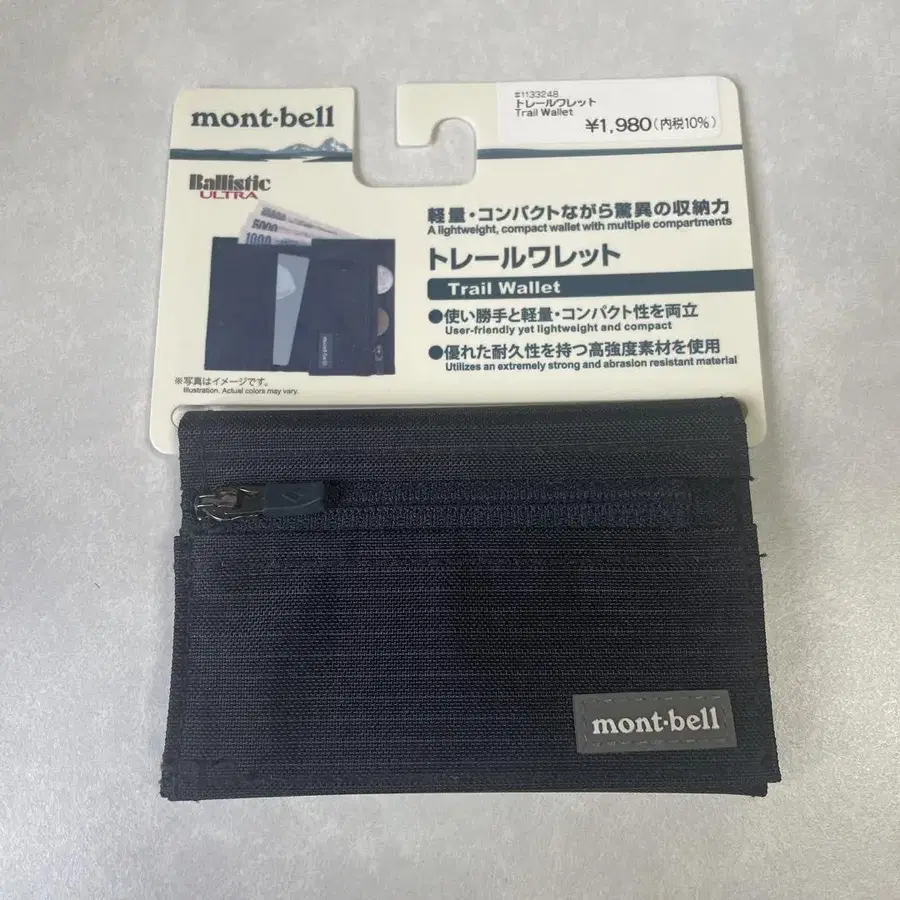 mont-bell
#1133248
トレールワレット
Trail Wallet
¥1,980(内税10%)
Ballistic
ULTRA
5000
1000
mont-bell
軽量・コンパクトながら驚異の収納力
A lightweight, compact wallet with multiple compartments
トレールワレット
Trail Wallet
●使い勝手と軽量・コンパクト性を両立
User-friendly yet lightweight and compact
●優れた耐久性を持つ高強度素材を使用
Utilizes an extremely strong and abrasion resistant material
※写真はイメージです。
Illustration. Actual colors may vary.
mont-bell